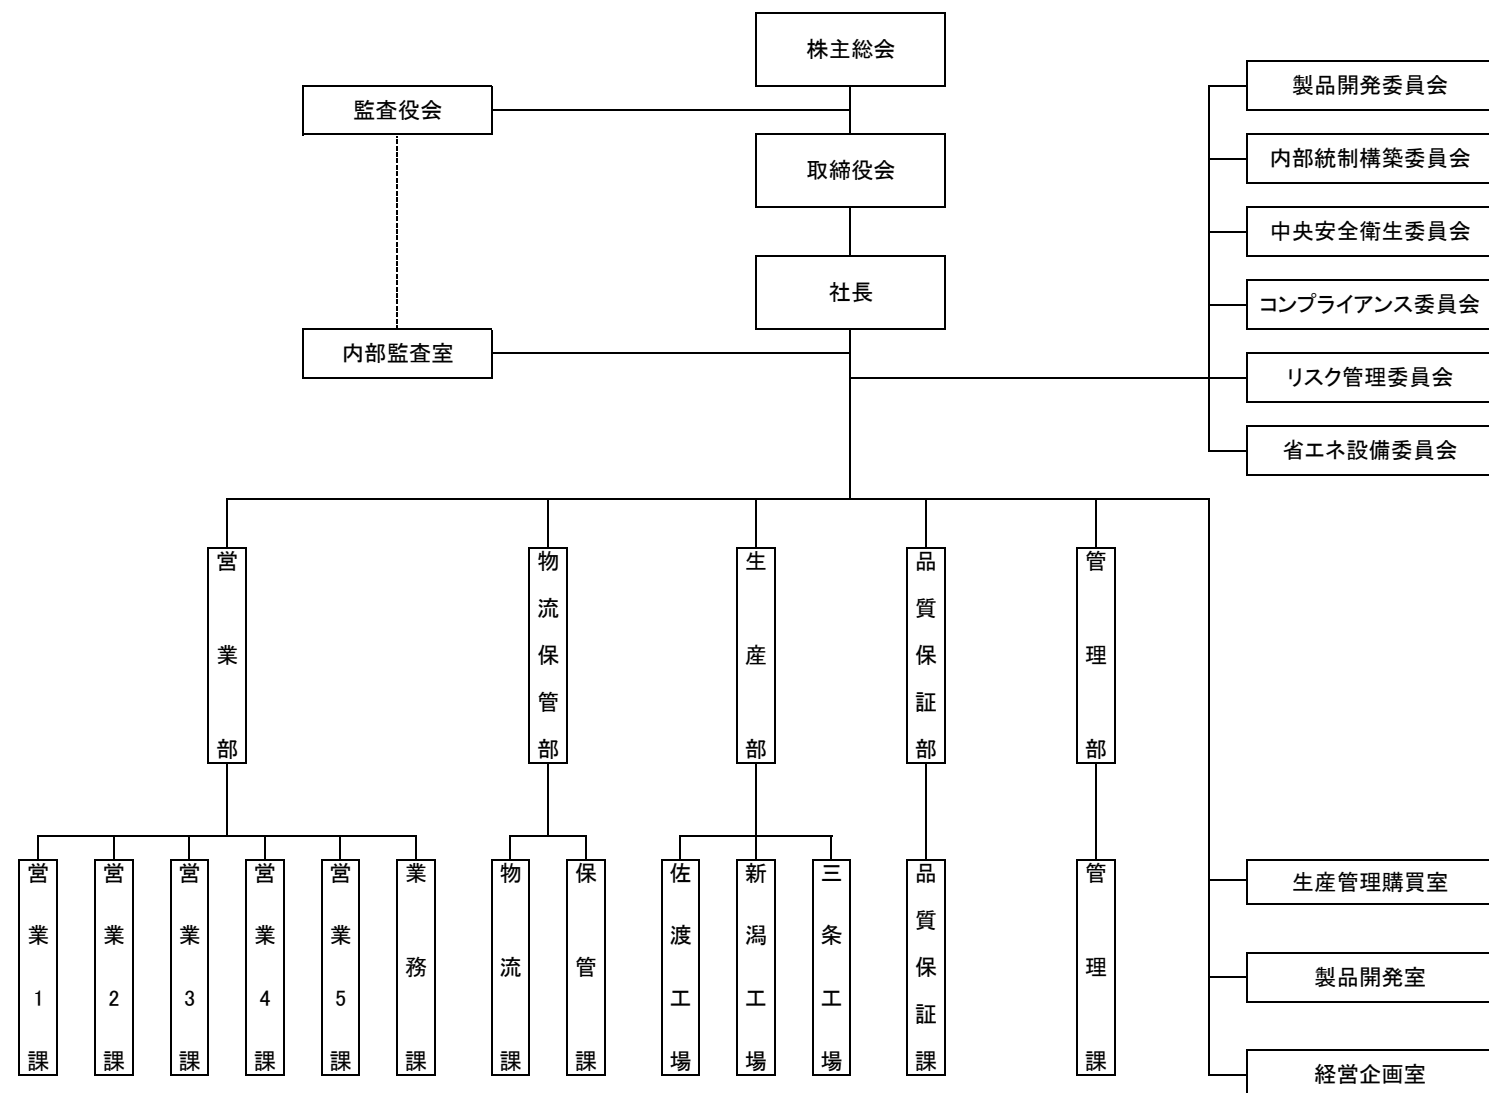 株主総会
製品開発委員会
監査役会
内部統制構築委員会
取締役会
中央安全衛生委員会
社長
コンプライアンス委員会
内部監査室
リスク管理委員会
省エネ設備委員会
営業部
物流保管部
生産部
品質保証部
管理部
営業1課
営業2課
営業3課
営業4課
営業5課
業務課
物流課
保管課
佐渡工場
新潟工場
三条工場
品質保証課
管理課
生産管理購買室
製品開発室
経営企画室